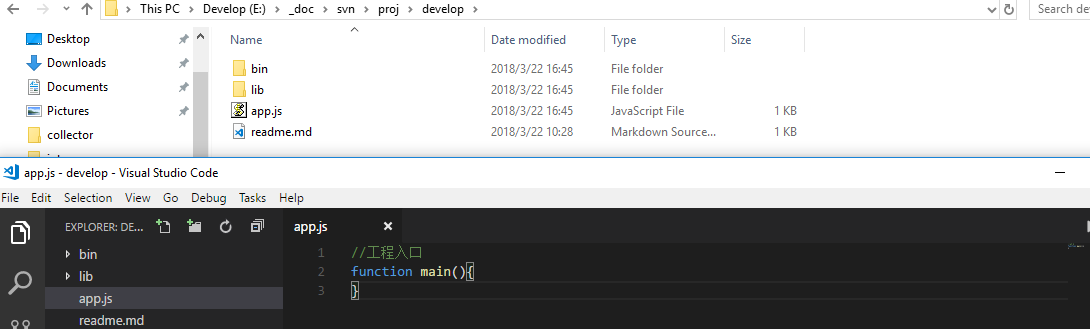 This PC > Develop (E:) > _doc > svn > proj > develop >
Search de
Desktop
Downloads
Documents
Pictures
collector
Name Date modified Type Size
bin 2018/3/22 16:45 File folder
lib 2018/3/22 16:45 File folder
app.js 2018/3/22 16:45 JavaScript File 1 KB
readme.md 2018/3/22 10:28 Markdown Source... 1 KB
app.js - develop - Visual Studio Code
File Edit Selection View Go Debug Tasks Help
EXPLORER: DE...
bin
lib
app.js
readme.md
app.js
1 //工程入口
2 function main(){
3 }